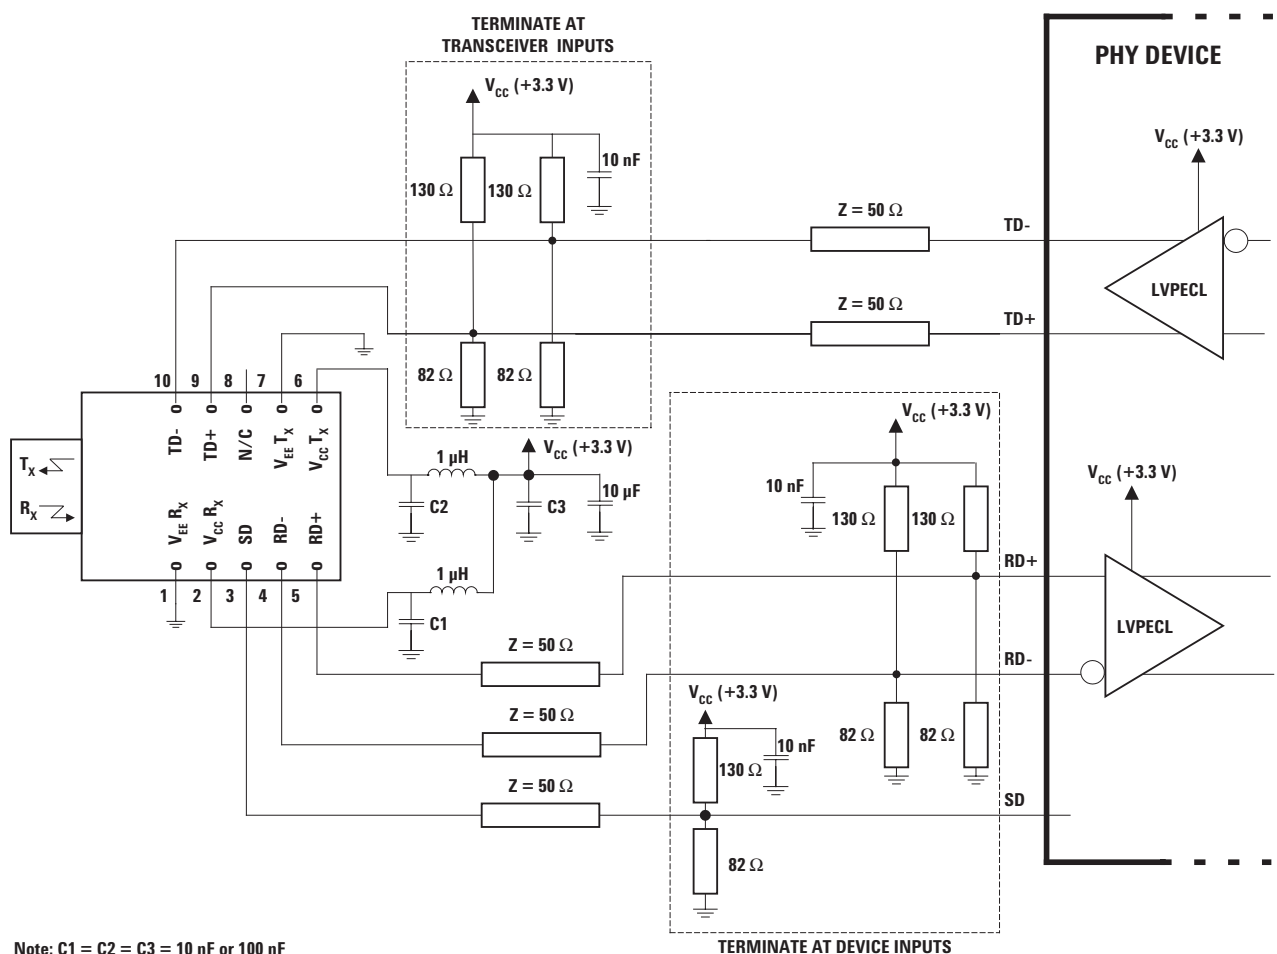 TERMINATE AT
TRANSCEIVER INPUTS
PHY DEVICE
V_CC (+3.3 V)
V_CC (+3.3 V)
10 nF
130 Ω
130 Ω
Z = 50 Ω
TD-
LVPECL
Z = 50 Ω
TD+
82 Ω
82 Ω
10
9
8
7
6
TD-
TD+
N/C
V_EE T_X
V_CC T_X
T_X
R_X
V_EE R_X
V_CC R_X
SD
RD-
RD+
1
2
3
4
5
1 µH
V_CC (+3.3 V)
C2
C3
10 µF
1 µH
C1
V_CC (+3.3 V)
10 nF
130 Ω
130 Ω
V_CC (+3.3 V)
RD+
LVPECL
Z = 50 Ω
RD-
V_CC (+3.3 V)
Z = 50 Ω
10 nF
82 Ω
82 Ω
130 Ω
Z = 50 Ω
SD
82 Ω
TERMINATE AT DEVICE INPUTS
Note: C1 = C2 = C3 = 10 nF or 100 nF